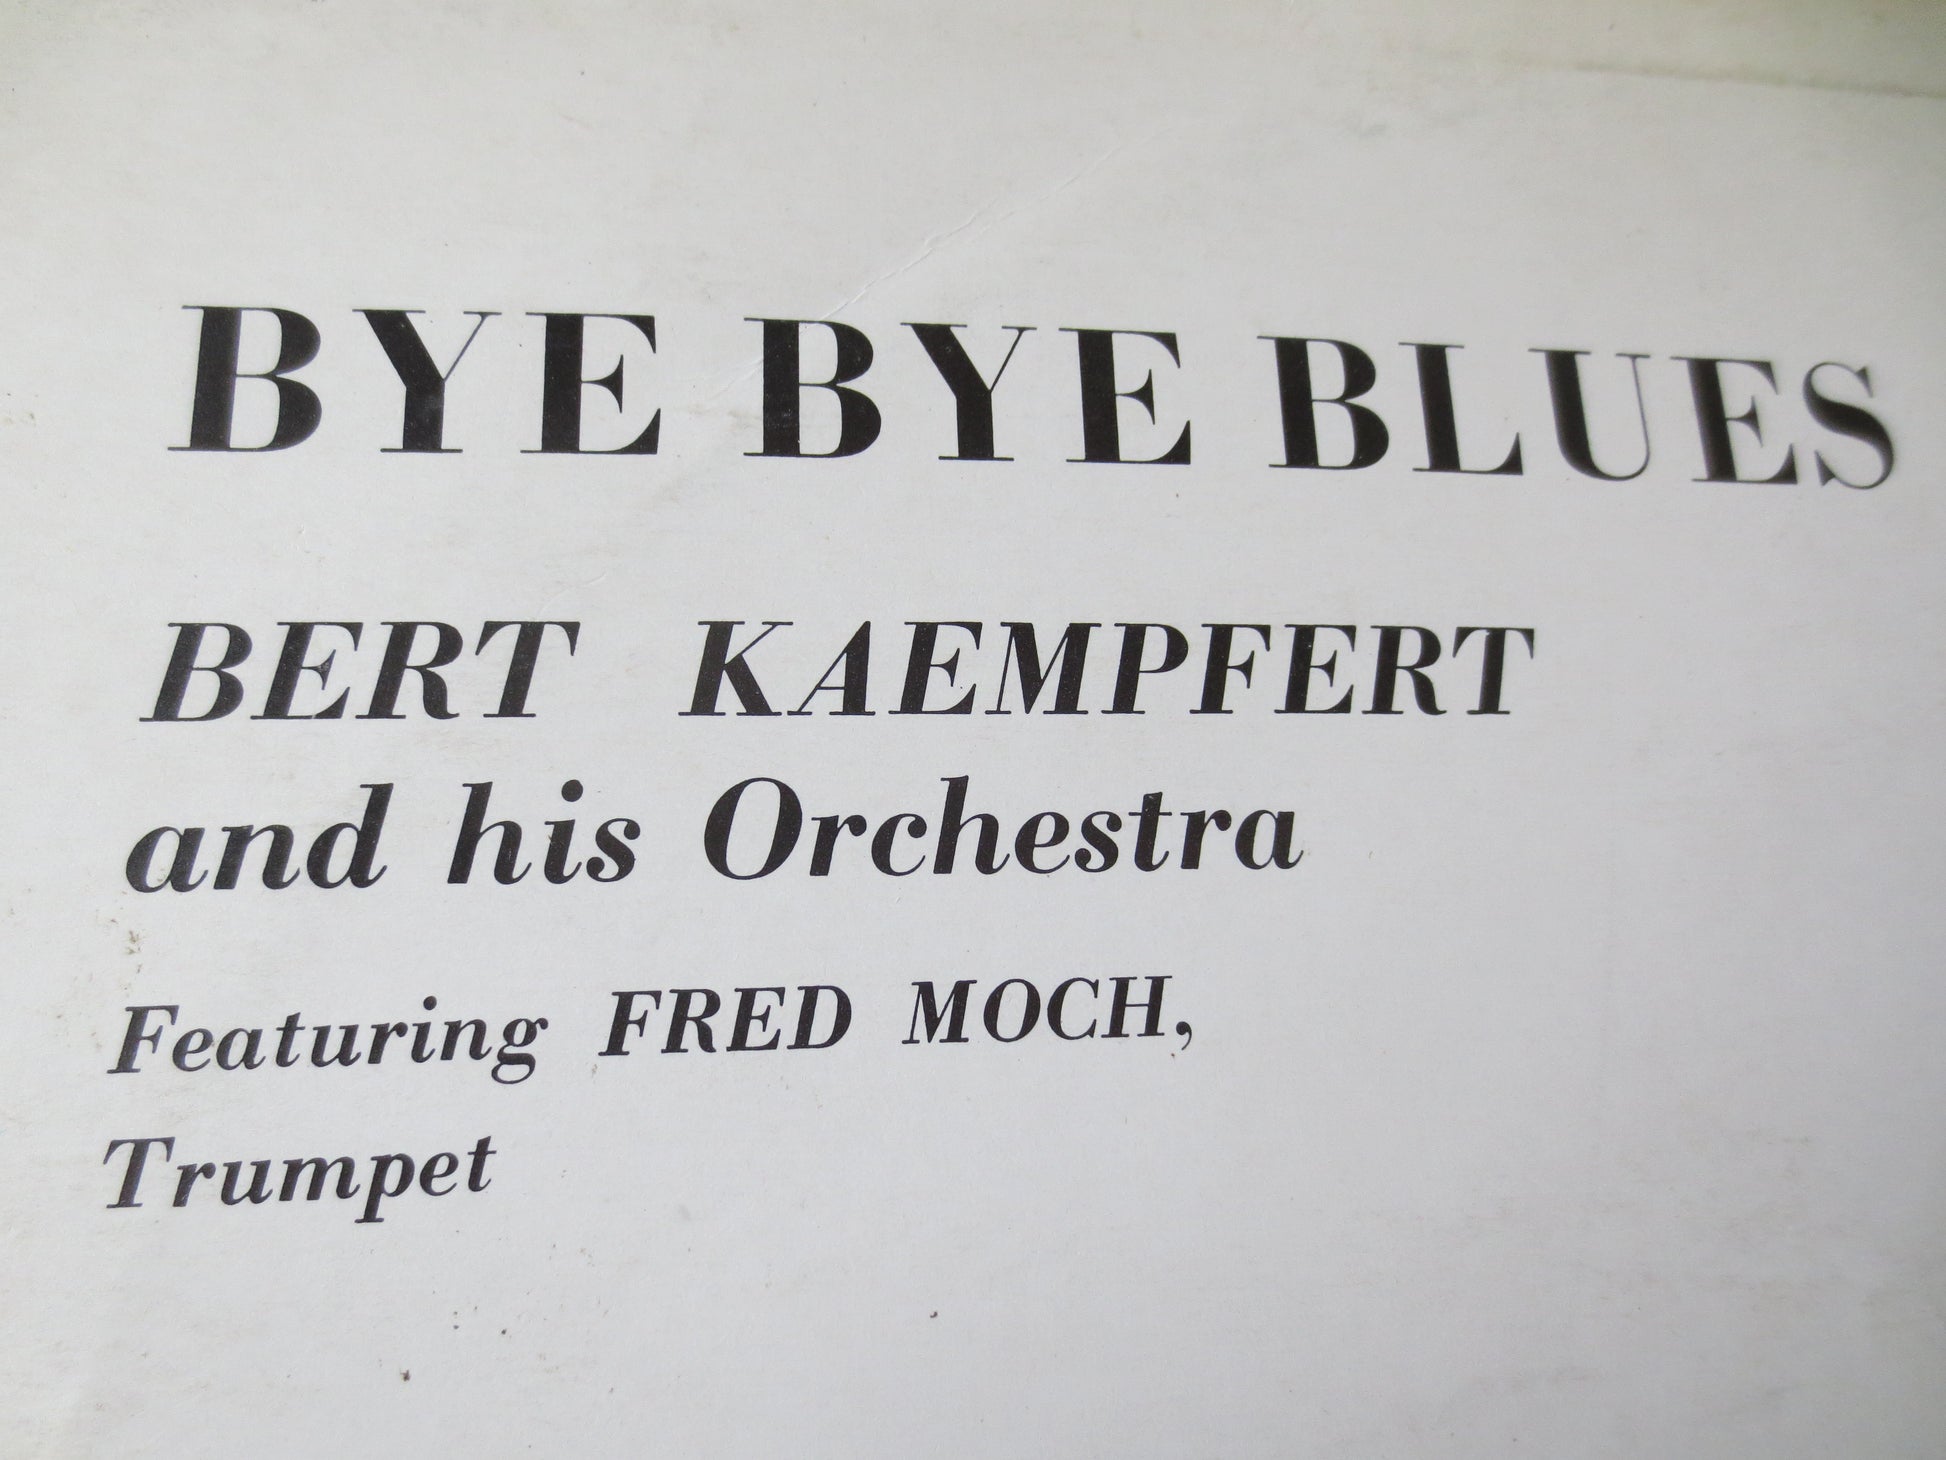 BYE BYE BLUES
BERT KAEMPFERT
and his Orchestra
Featuring FRED MOCH,
Trumpet